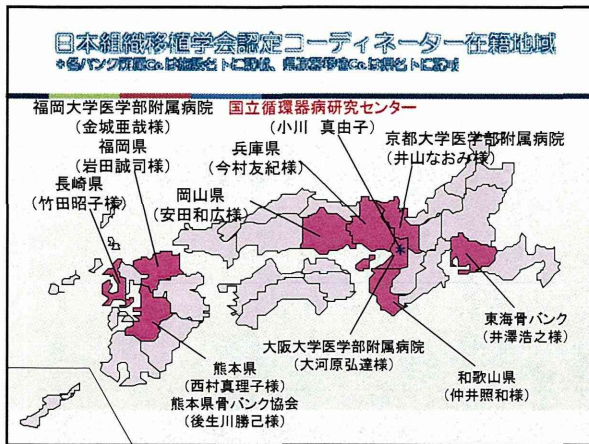 日本組織移植学会認定コーディネーター在籍地域
福岡大学医学部附属病院
（金城亜哉様）
国立循環器病研究センター
（小川　真由子）
福岡県
（岩田誠司様）
兵庫県
（今村友紀様）
京都大学医学部附属病院
（井山なおみ様）
長崎県
（竹田昭子様）
岡山県
（安田和広様）
東海骨バンク
（井澤浩之様）
大阪大学医学部附属病院
（大河原弘達様）
和歌山県
（仲井照和様）
熊本県
（西村真理子様）
熊本県骨バンク協会
（後生川勝己様）